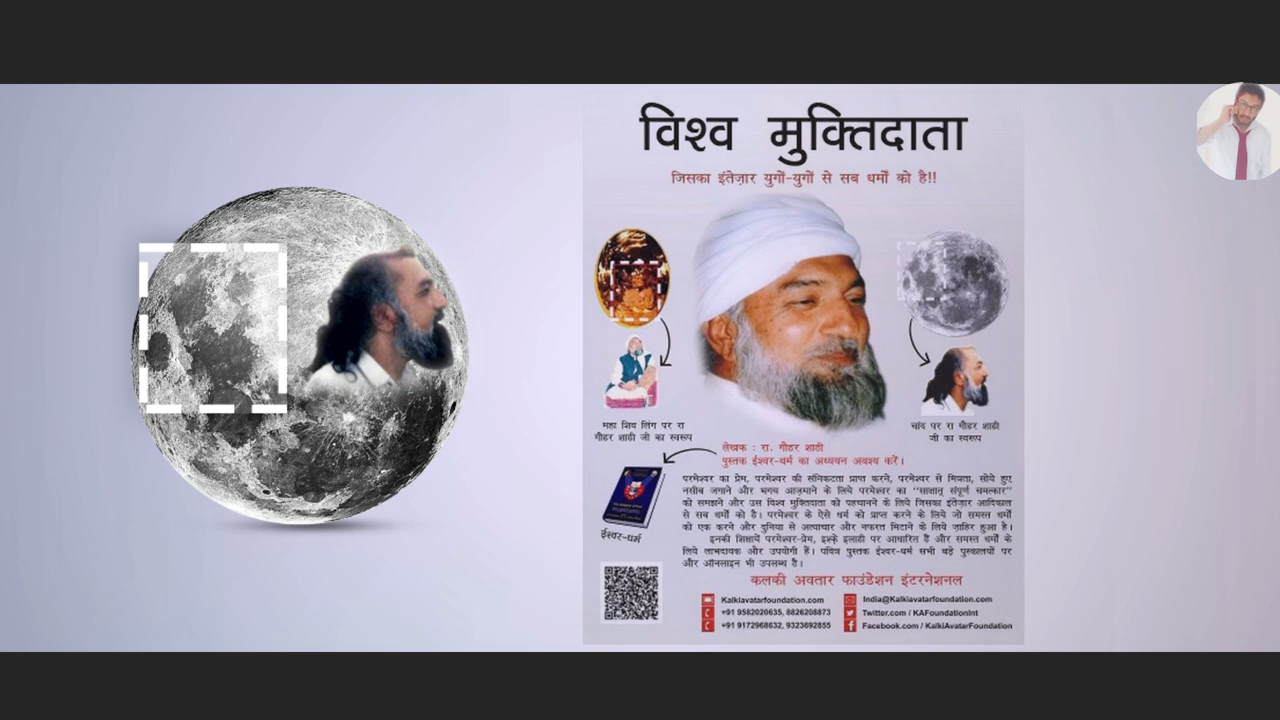 विश्व मुक्तिदाता
जिसका इंतेज़ार युगों-युगों से सब धर्मों को है!!
महा शिव लिंग पर रा
गौहर शाही जी का स्वरूप
चांद पर रा गौहर शाही
जी का स्वरूप
लेखक : रा. गौहर शाही
पुस्तक ईश्वर-धर्म का अध्ययन अवश्य करें।
ईश्वर-धर्म
परमेश्वर का प्रेम, परमेश्वर की सॉनिकटता प्राप्त करने, परमेश्वर से मित्रता, सोये हुए
नसीब जगाने और भगय आज़माने के लिये परमेश्वर का "साक्षात् संपूर्ण चमत्कार"
को समझने और उस विश्व मुक्तिदाता को पहचानने के लिये जिसका इंतेज़ार आदिकाल
से सब धर्मों को है। परमेश्वर के ऐसे धर्म को प्राप्त करने के लिये जो समस्त धर्मों
को एक करने और दुनिया से अत्याचार और नफरत मिटाने के लिये ज़ाहिर हुआ है।
इनकी शिक्षायें परमेश्वर-प्रेम, इश्क़े इलाही पर आधारित हैं और समस्त धर्मों के
लिये लाभदायक और उपयोगी हैं। पवित्र पुस्तक ईश्वर-धर्म सभी बड़े पुस्कालयों पर
और ऑनलाइन भी उपलब्ध है।
कलकी अवतार फाउंडेशन इंटरनेशनल
Kalkiavatarfoundation.com
India@Kalkiavatarfoundation.com
+91 9582020635, 8826208873
Twitter.com / KAFoundationInt
+91 9172968632, 9323692855
Facebook.com / KalkiAvatarFoundation